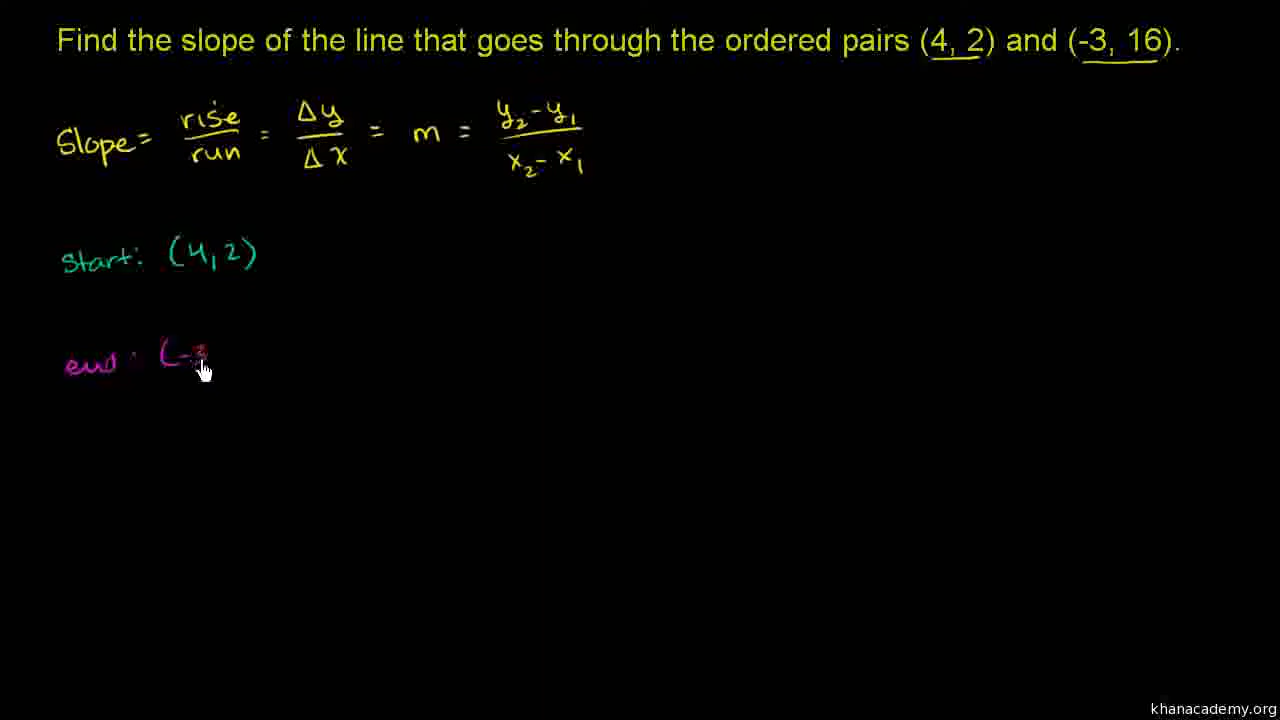 Find the slope of the line that goes through the ordered pairs (4, 2) and (-3, 16).
Slope = rise/run = Δy/Δx = m = y₂-y₁/x₂-x₁
Start: (4,2)
end: (-
khanacademy.org